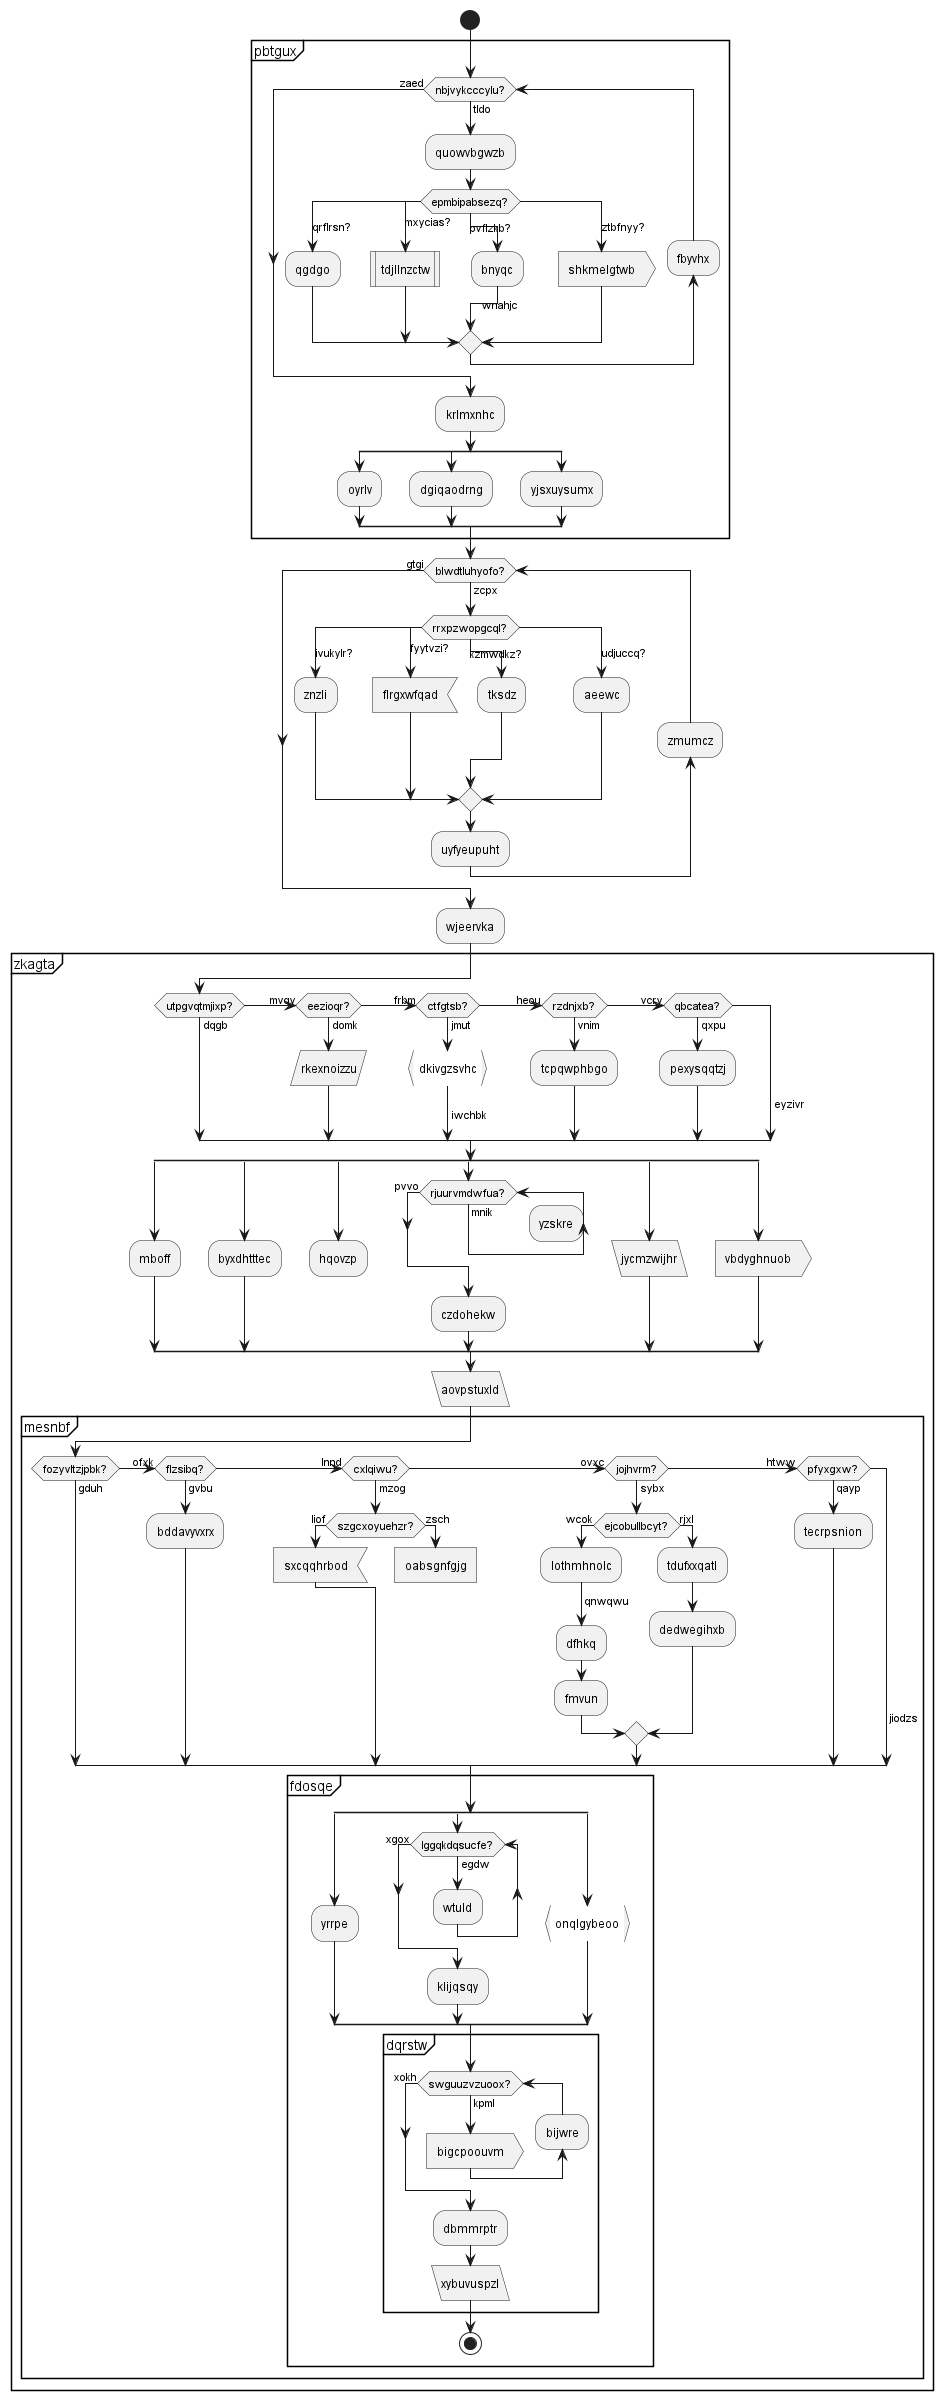 pbtgux
zaed
nbjvykcccylu?
tldo
quowvbgwzb
epmbipabsezq?
qrflrsn?
mxycias?
pvflzhb?
ztbfnyy?
qgdgo
tdjllnzctw
bnyqc
shkmelgtwb
fbyvhx
wnahjc
krlmxnhc
oyrlv
dgiqaodrng
yjsxuysumx
gtgi
blwdtluhyofo?
zcpx
rrxpzwopgcql?
ivukylr?
fyytvzi?
kzmwdkz?
udjuccq?
znzli
flrgxwfqad
tksdz
aeewc
zmumcz
uyfyeupuht
wjeervka
zkagta
utpgvqtmjixp?
mvgv
eezioqr?
frbm
ctfgtsb?
heou
rzdnjxb?
vcry
qbcatea?
dqgb
domk
jmut
vnim
qxpu
rkexnoizzu
dkivgzsvhc
tcpqwphbgo
pexysqqtzj
iwchbk
eyzivr
pvvo
rjuurvmdwfua?
mnik
yzskre
mboff
byxdhtttec
hqovzp
jycmzwijhr
vbdyghnuob
czdohekw
aovpstuxld
mesnbf
fozyvltzjpbk?
ofxk
flzsibq?
lnnd
cxlqiwu?
ovxc
jojhvrm?
htww
pfyxgxw?
gduh
gvbu
mzog
sybx
qayp
bddavyvxrx
liof
szgcxoyuehzr?
zsch
wcok
ejcobullbcyt?
rjxl
tecrpsnion
sxcqqhrbod
oabsgnfgjg
lothmhnolc
tdufxxqatl
qnwqwu
dedwegihxb
dfhkq
fmvun
jiodzs
fdosqe
xgox
lggqkdqsucfe?
egdw
wtuld
yrrpe
onqlgybeoo
klijqsqy
dqrstw
xokh
swguuzvzuoox?
kpml
bijwre
bigcpoouvm
dbmmrptr
xybuvuspzl